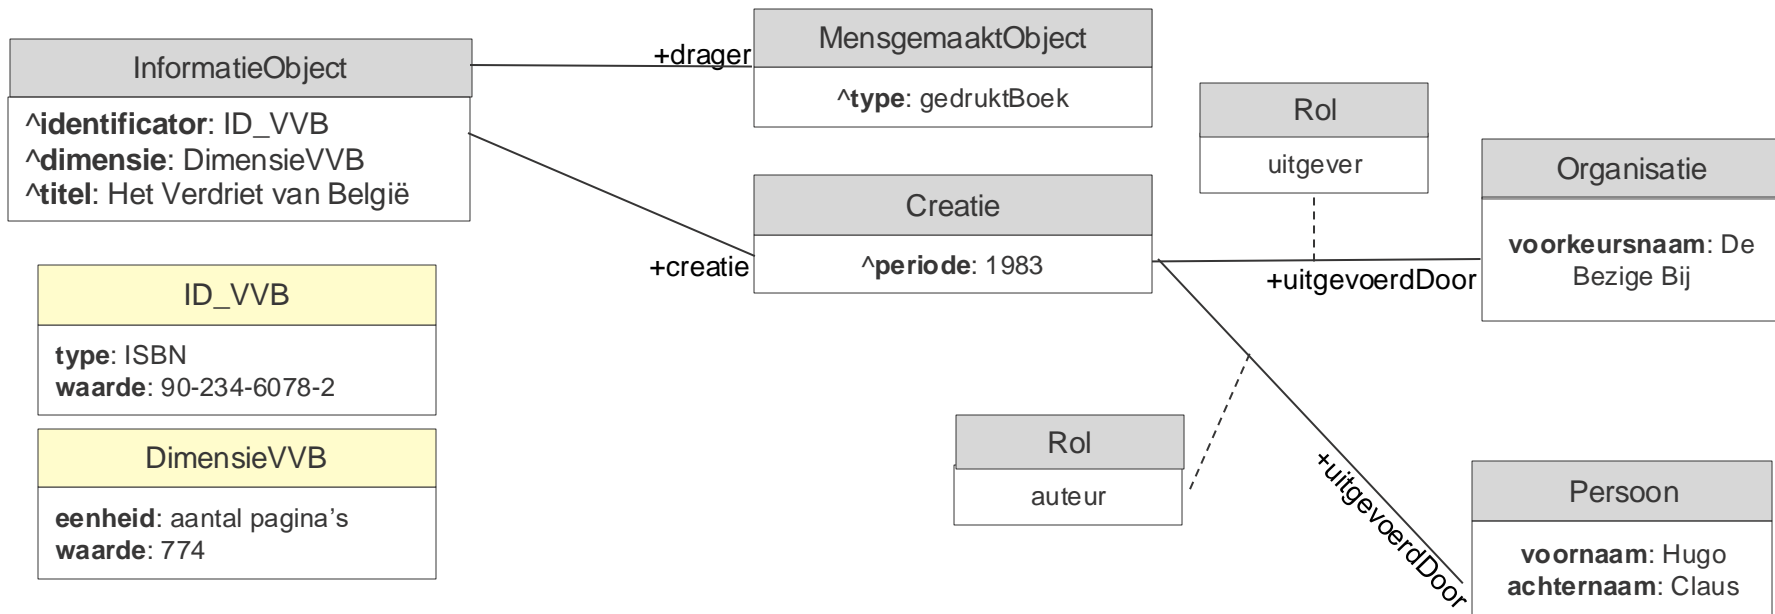 InformatieObject
^identificator: ID_VVB
^dimensie: DimensieVVB
^titel: Het Verdriet van België
+drager
MensgemaaktObject
^type: gedruktBoek
+creatie
Creatie
^periode: 1983
Rol
uitgever
+uitgevoerdDoor
Organisatie
voorkeursnaam: De
Bezige Bij
ID_VVB
type: ISBN
waarde: 90-234-6078-2
DimensieVVB
eenheid: aantal pagina's
waarde: 774
Rol
auteur
+uitgevoerdDoor
Persoon
voornaam: Hugo
achternaam: Claus